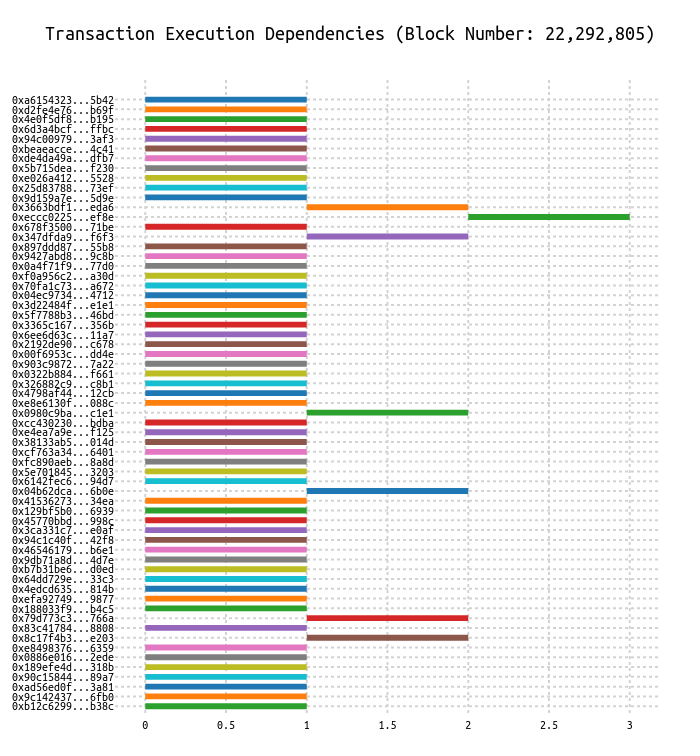 Transaction Execution Dependencies (Block Number: 22,292,805)
0xa6154323...5b42
0xd2fe4e76...b69f
0x4e0f5df8...b195
0x6d3a4bcf...ffbc
0x94c00979...3af3
0xbeaeacce...4c41
0xde4da49a...dfb7
0x5b715dea...f230
0xe026a412...5528
0x25d83788...73ef
0x9d159a7e...5d9e
0x3663bdf1...eda6
0xeccc0225...ef8e
0x678f3500...71be
0x347dfda9...f6f3
0x897ddd87...55b8
0x9427abd8...9c8b
0x0a4f71f9...77d0
0xf0a956c2...a30d
0x70fa1c73...a672
0x04ec9734...4712
0x3d22484f...e1e1
0x5f7788b3...46bd
0x3365c167...356b
0x6ee6d63c...11a7
0x2192de90...c678
0x00f6953c...dd4e
0x903c9872...7a22
0x0322b884...f661
0x326882c9...c8b1
0x4798af44...12cb
0xe8e6130f...088c
0x0980c9ba...c1e1
0xcc430230...bdba
0xe4ea7a9e...f125
0x38133ab5...014d
0xcf763a34...6401
0xfc890aeb...8a8d
0x5e701845...3203
0x6142fec6...94d7
0x04b62dca...6b0e
0x41536273...34ea
0x129bf5b0...6939
0x45770bbd...998c
0x3ca331c7...e0af
0x94c1c40f...42f8
0x46546179...b6e1
0x9db71a8d...4d7e
0xb7b31be6...d0ed
0x64dd729e...33c3
0x4edcd635...814b
0xefa92749...9877
0x188033f9...b4c5
0x79d773c3...766a
0x83c41784...8808
0x8c17f4b3...e203
0xe8498376...6359
0x0886e016...2ede
0x189efe4d...318b
0x90c15844...89a7
0xad56ed0f...3a81
0x9c142437...6fb0
0xb12c6299...b38c
0 0.5 1 1.5 2 2.5 3